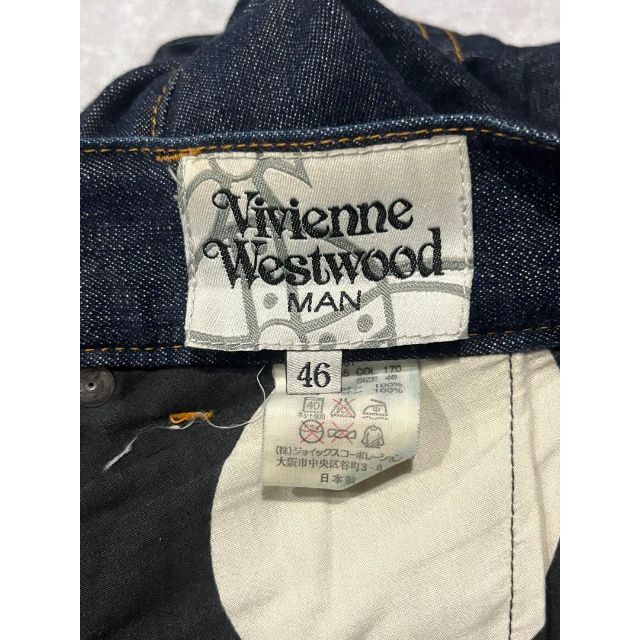 Vivienne
Westwood
MAN
46
COL 170
SIZE 46
100%
100%
40
(株)ジョイックスコーポレーション
大阪市中央区谷町3-6
日本製